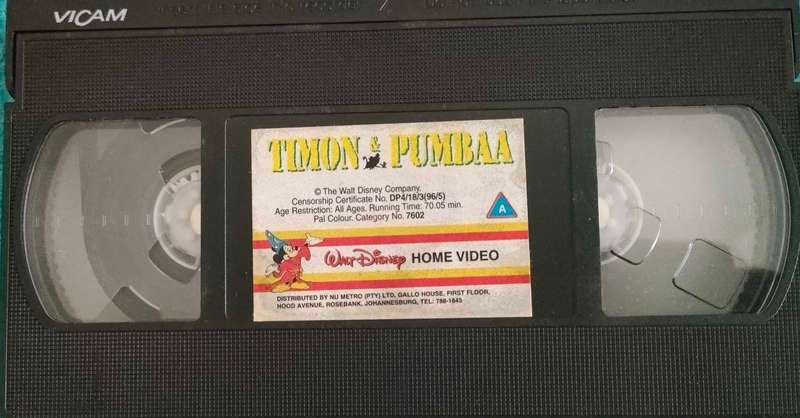 VICAM
TIMON & PUMBAA
© The Walt Disney Company.
Censorship Certificate No. DP4/18/3(96/5)
Age Restriction: All Ages. Running Time: 70.05 min.
Pal Colour. Category No. 7602
A
WALT DISNEY HOME VIDEO
DISTRIBUTED BY NU METRO (PTY) LTD, GALLO HOUSE, FIRST FLOOR,
HOOD AVENUE, ROSEBANK, JOHANNESBURG, TEL: 788-1643